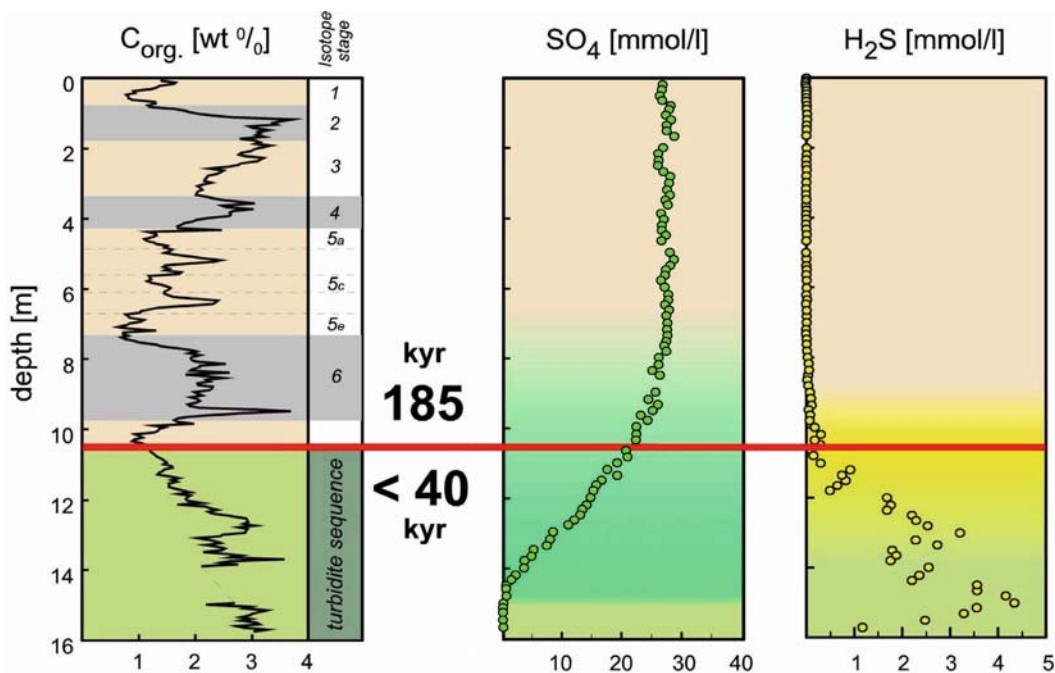 C org. [wt %]
Isotope
stage
SO4 [mmol/l]
H2S [mmol/l]
depth [m]
0
2
4
6
8
10
12
14
16
1
2
3
4
5a
5c
5e
6
turbidite sequence
kyr
185
< 40
kyr
1 2 3 4
10 20 30 40
1 2 3 4 5